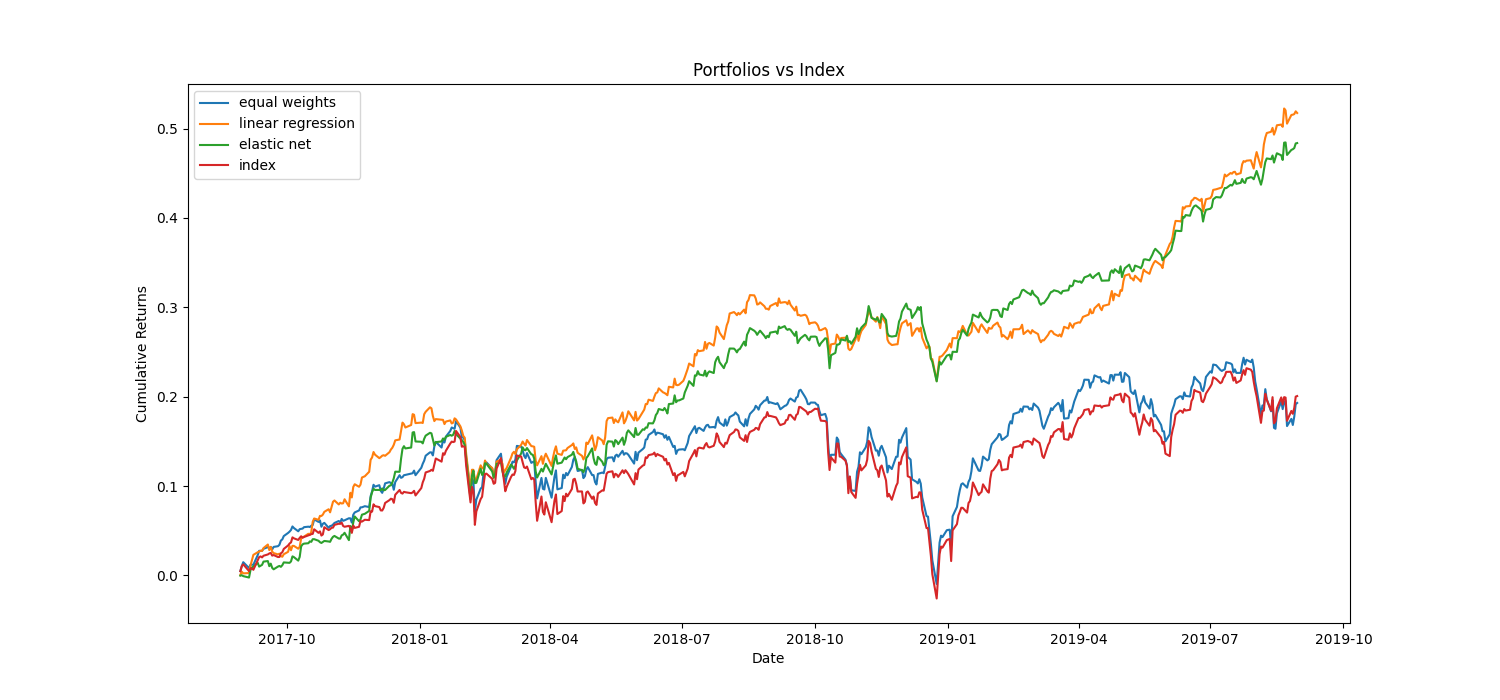 Portfolios vs Index
equal weights
linear regression
elastic net
index
Cumulative Returns
0.5
0.4
0.3
0.2
0.1
0.0
2017-10 2018-01 2018-04 2018-07 2018-10 2019-01 2019-04 2019-07 2019-10
Date